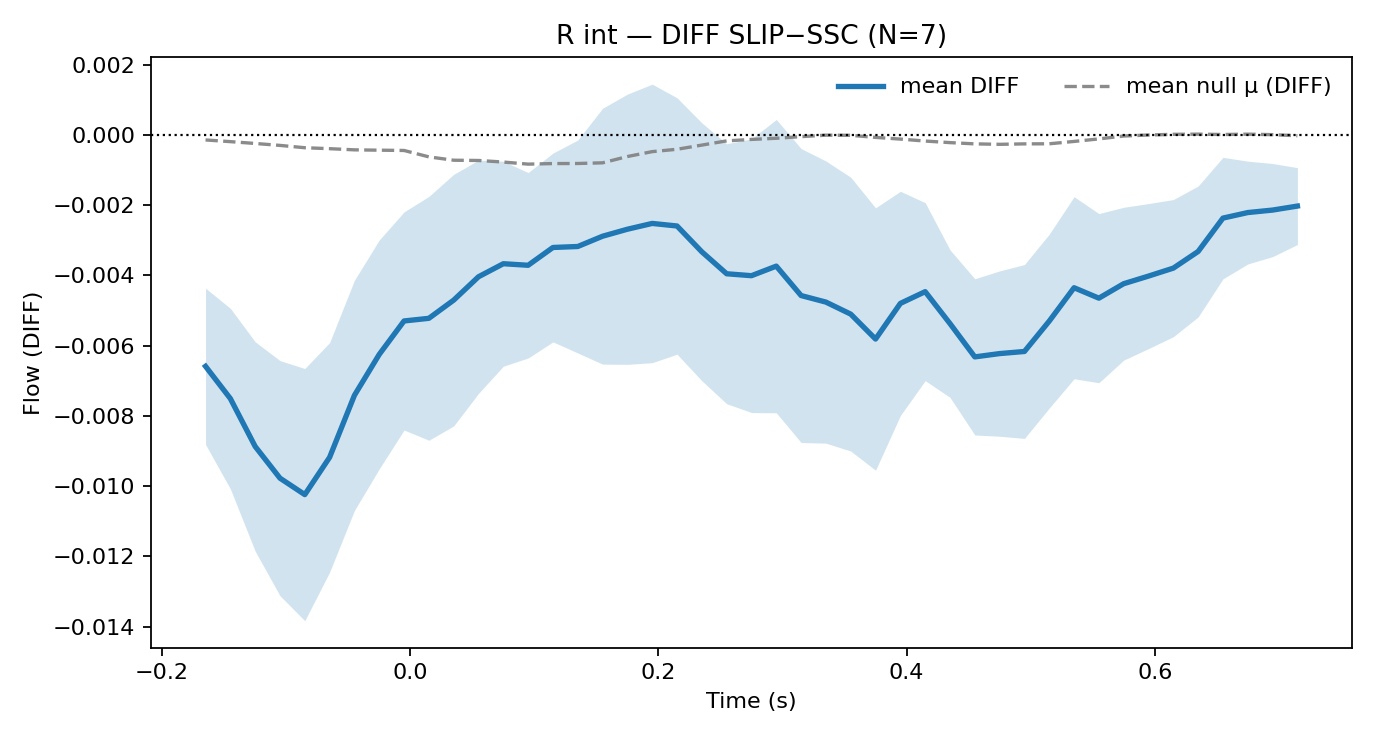 R int — DIFF SLIP−SSC (N=7)
mean DIFF
mean null μ (DIFF)
0.002
0.000
−0.002
−0.004
−0.006
−0.008
−0.010
−0.012
−0.014
Flow (DIFF)
−0.2
0.0
0.2
0.4
0.6
Time (s)